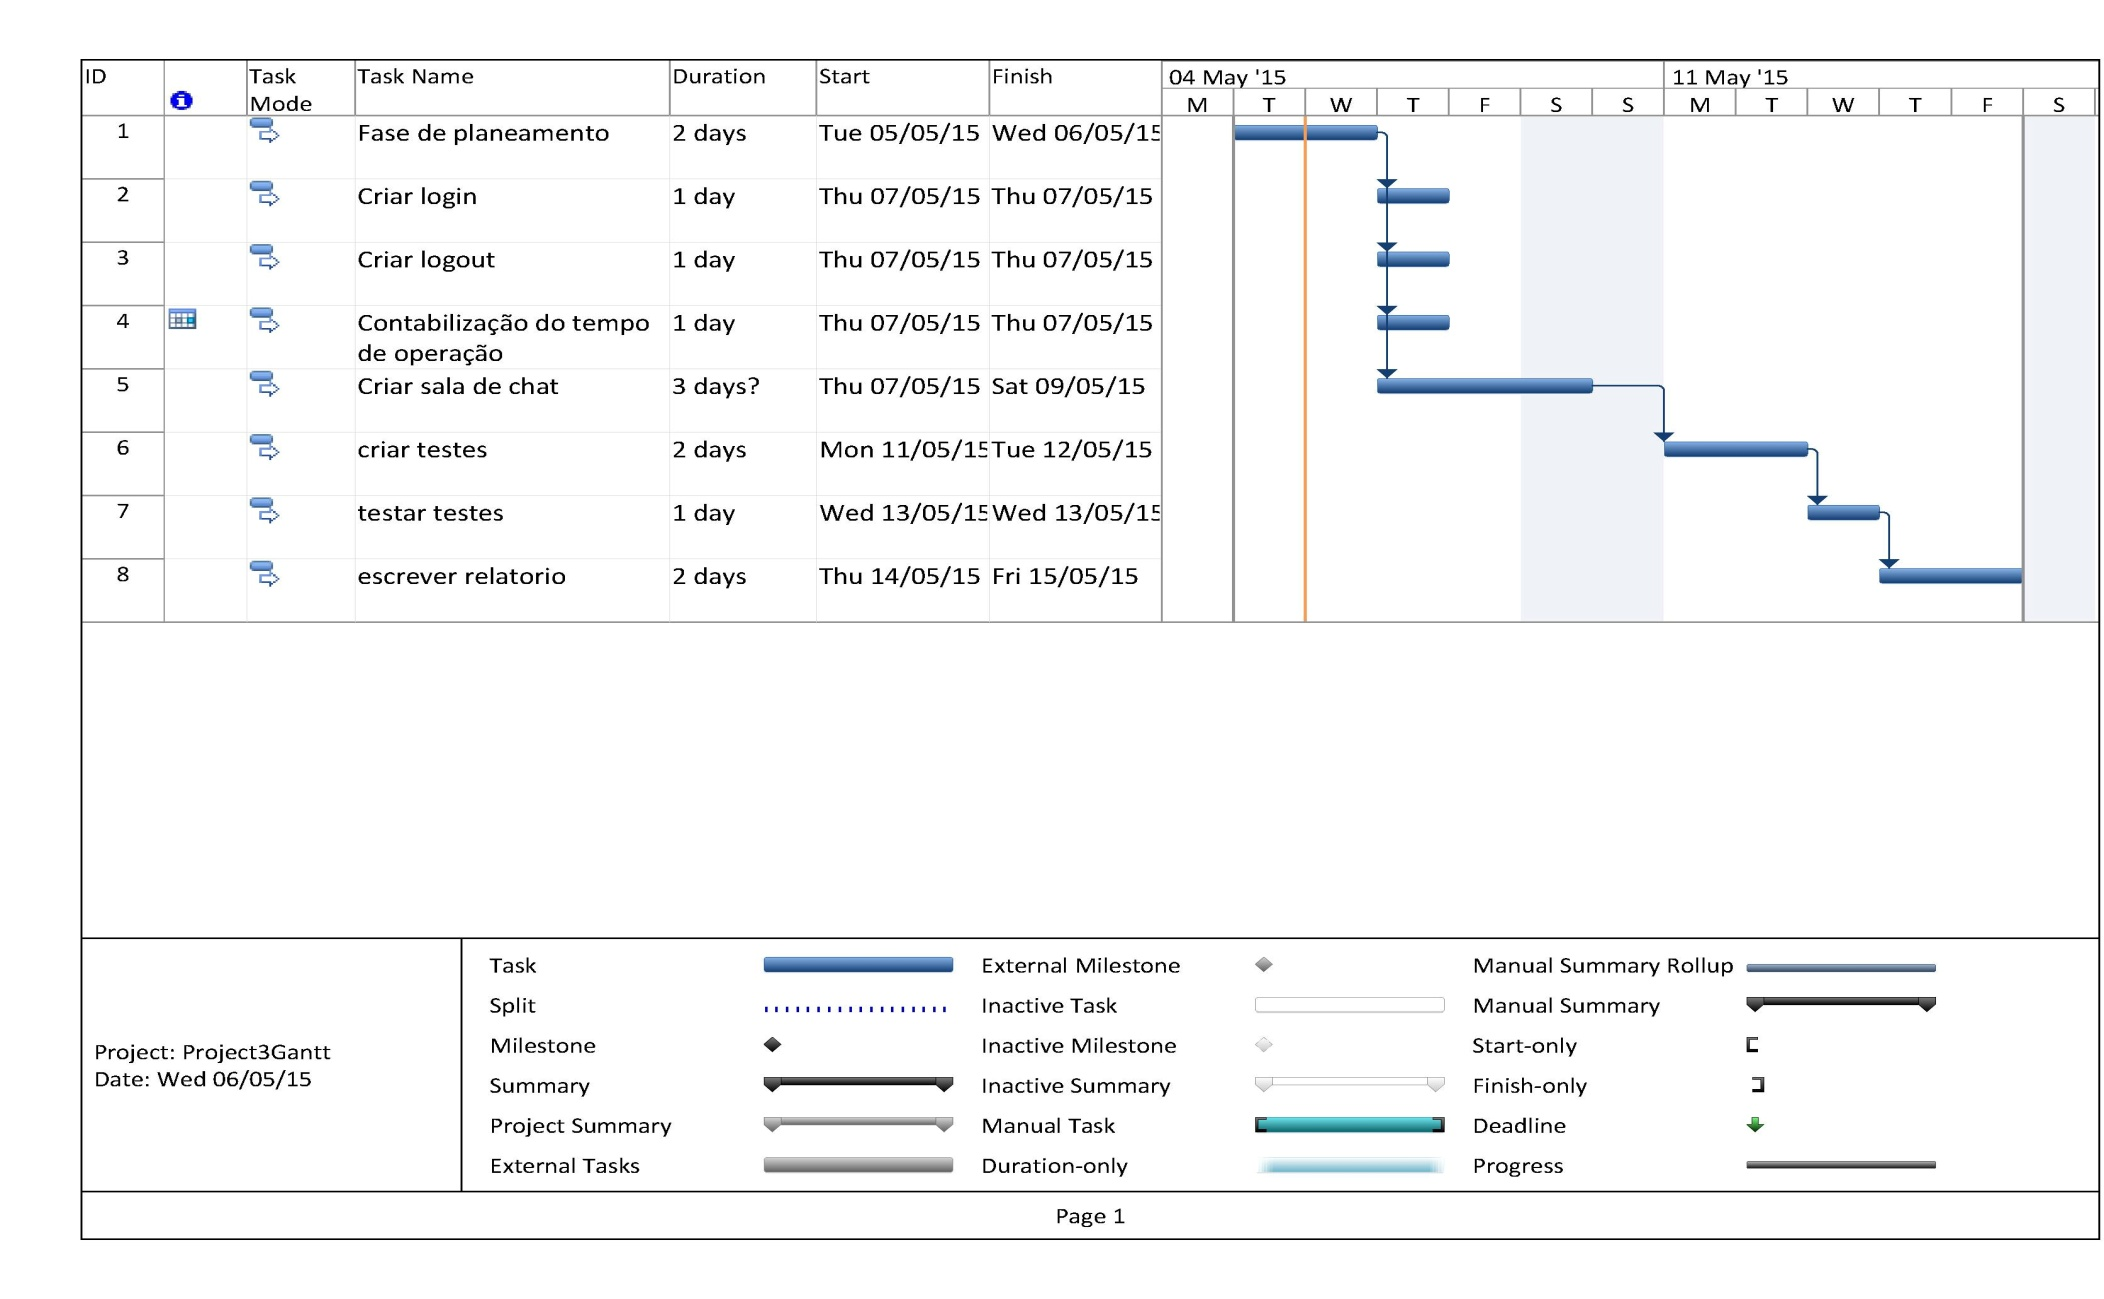 ID Task Mode Task Name Duration Start Finish 04 May '15 11 May '15
M T W T F S S M T W T F S
1 Fase de planeamento 2 days Tue 05/05/15 Wed 06/05/15
2 Criar login 1 day Thu 07/05/15 Thu 07/05/15
3 Criar logout 1 day Thu 07/05/15 Thu 07/05/15
4 Contabilização do tempo de operação 1 day Thu 07/05/15 Thu 07/05/15
5 Criar sala de chat 3 days? Thu 07/05/15 Sat 09/05/15
6 criar testes 2 days Mon 11/05/15 Tue 12/05/15
7 testar testes 1 day Wed 13/05/15 Wed 13/05/15
8 escrever relatorio 2 days Thu 14/05/15 Fri 15/05/15
Project: Project3Gantt
Date: Wed 06/05/15
Task External Milestone Manual Summary Rollup
Split Inactive Task Manual Summary
Milestone Inactive Milestone Start-only
Summary Inactive Summary Finish-only
Project Summary Manual Task Deadline
External Tasks Duration-only Progress
Page 1